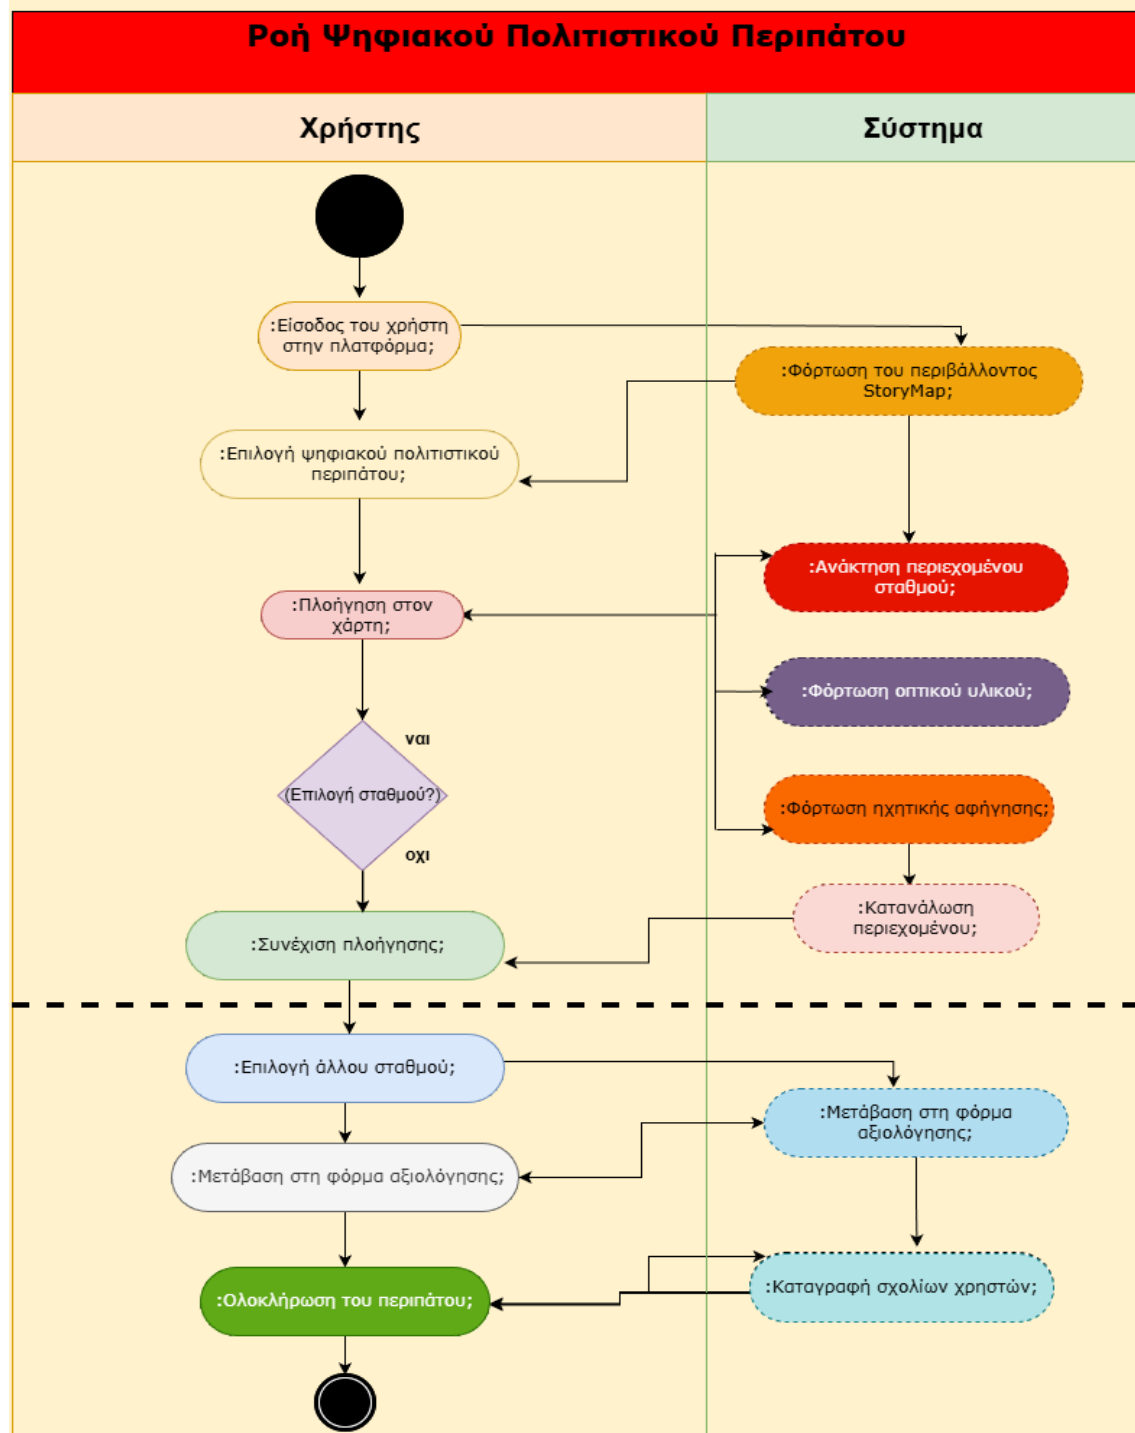 Ροή Ψηφιακού Πολιτιστικού Περιπάτου
Χρήστης
Σύστημα
:Είσοδος του χρήστη
στην πλατφόρμα;
:Φόρτωση του περιβάλλοντος
StoryMap;
:Επιλογή ψηφιακού πολιτιστικού
περιπάτου;
:Ανάκτηση περιεχομένου
σταθμού;
:Πλοήγηση στον
χάρτη;
:Φόρτωση οπτικού υλικού;
ναι
(Επιλογή σταθμού?)
:Φόρτωση ηχητικής αφήγησης;
οχι
:Κατανάλωση
περιεχομένου;
:Συνέχιση πλοήγησης;
:Επιλογή άλλου σταθμού;
:Μετάβαση στη φόρμα
αξιολόγησης;
:Μετάβαση στη φόρμα αξιολόγησης;
:Καταγραφή σχολίων χρηστών;
:Ολοκλήρωση του περιπάτου;